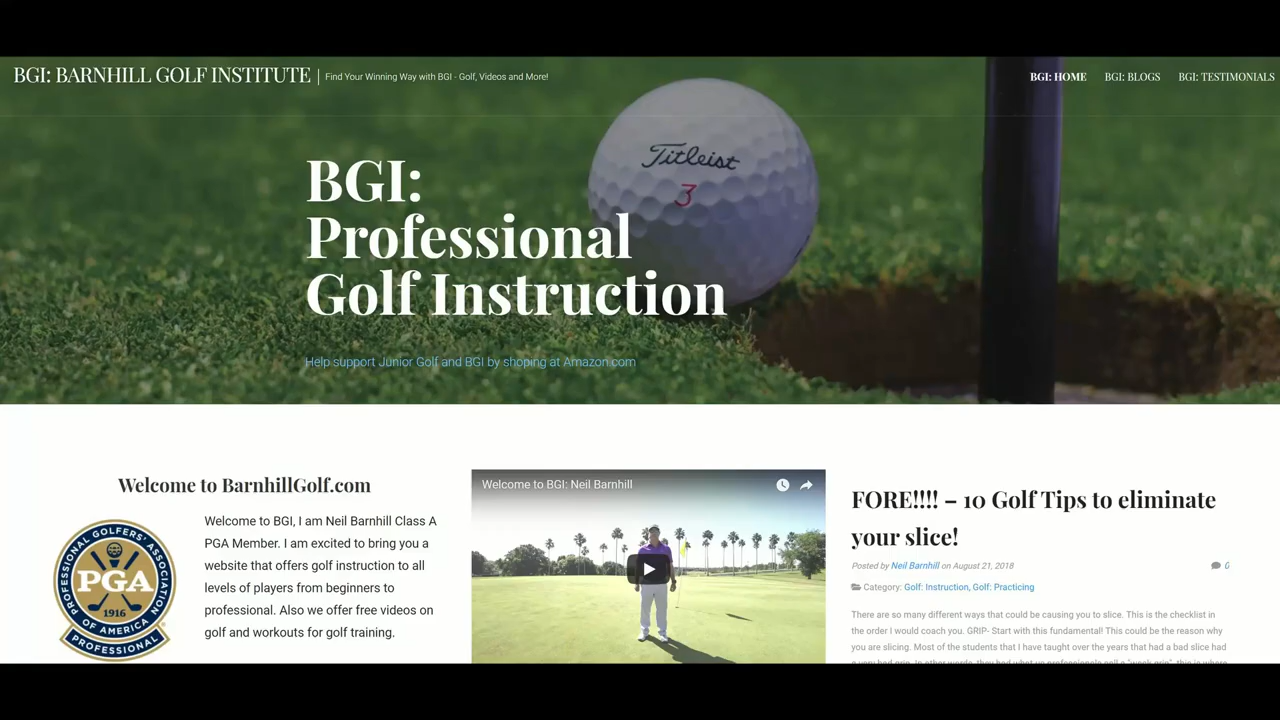 BGI: BARNHILL GOLF INSTITUTE | Find Your Winning Way with BGI - Golf, Videos and More!
BGI: HOME BGI: BLOGS BGI: TESTIMONIALS
Titleist
3
BGI:
Professional
Golf Instruction
Help support Junior Golf and BGI by shoping at Amazon.com
Welcome to BarnhillGolf.com
PROFESSIONAL GOLFERS' ASSOCIATION OF AMERICA
PGA
1916
PROFESSIONAL
Welcome to BGI, I am Neil Barnhill Class A
PGA Member. I am excited to bring you a
website that offers golf instruction to all
levels of players from beginners to
professional. Also we offer free videos on
golf and workouts for golf training.
Welcome to BGI: Neil Barnhill
FORE!!!! – 10 Golf Tips to eliminate
your slice!
Posted by Neil Barnhill on August 21, 2018
0
Category: Golf: Instruction, Golf: Practicing
There are so many different ways that could be causing you to slice. This is the checklist in
the order I would coach you. GRIP- Start with this fundamental! This could be the reason why
you are slicing. Most of the students that I have taught over the years that had a bad slice had